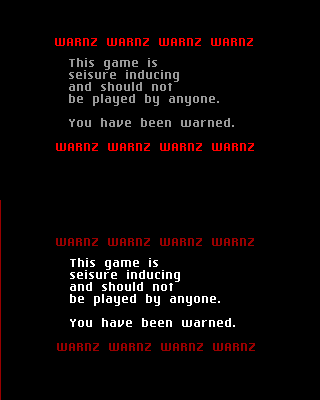 WARNZ WARNZ WARNZ WARNZ
This game is
seisure inducing
and should not
be played by anyone.
You have been warned.
WARNZ WARNZ WARNZ WARNZ
WARNZ WARNZ WARNZ WARNZ
This game is
seisure inducing
and should not
be played by anyone.
You have been warned.
WARNZ WARNZ WARNZ WARNZ